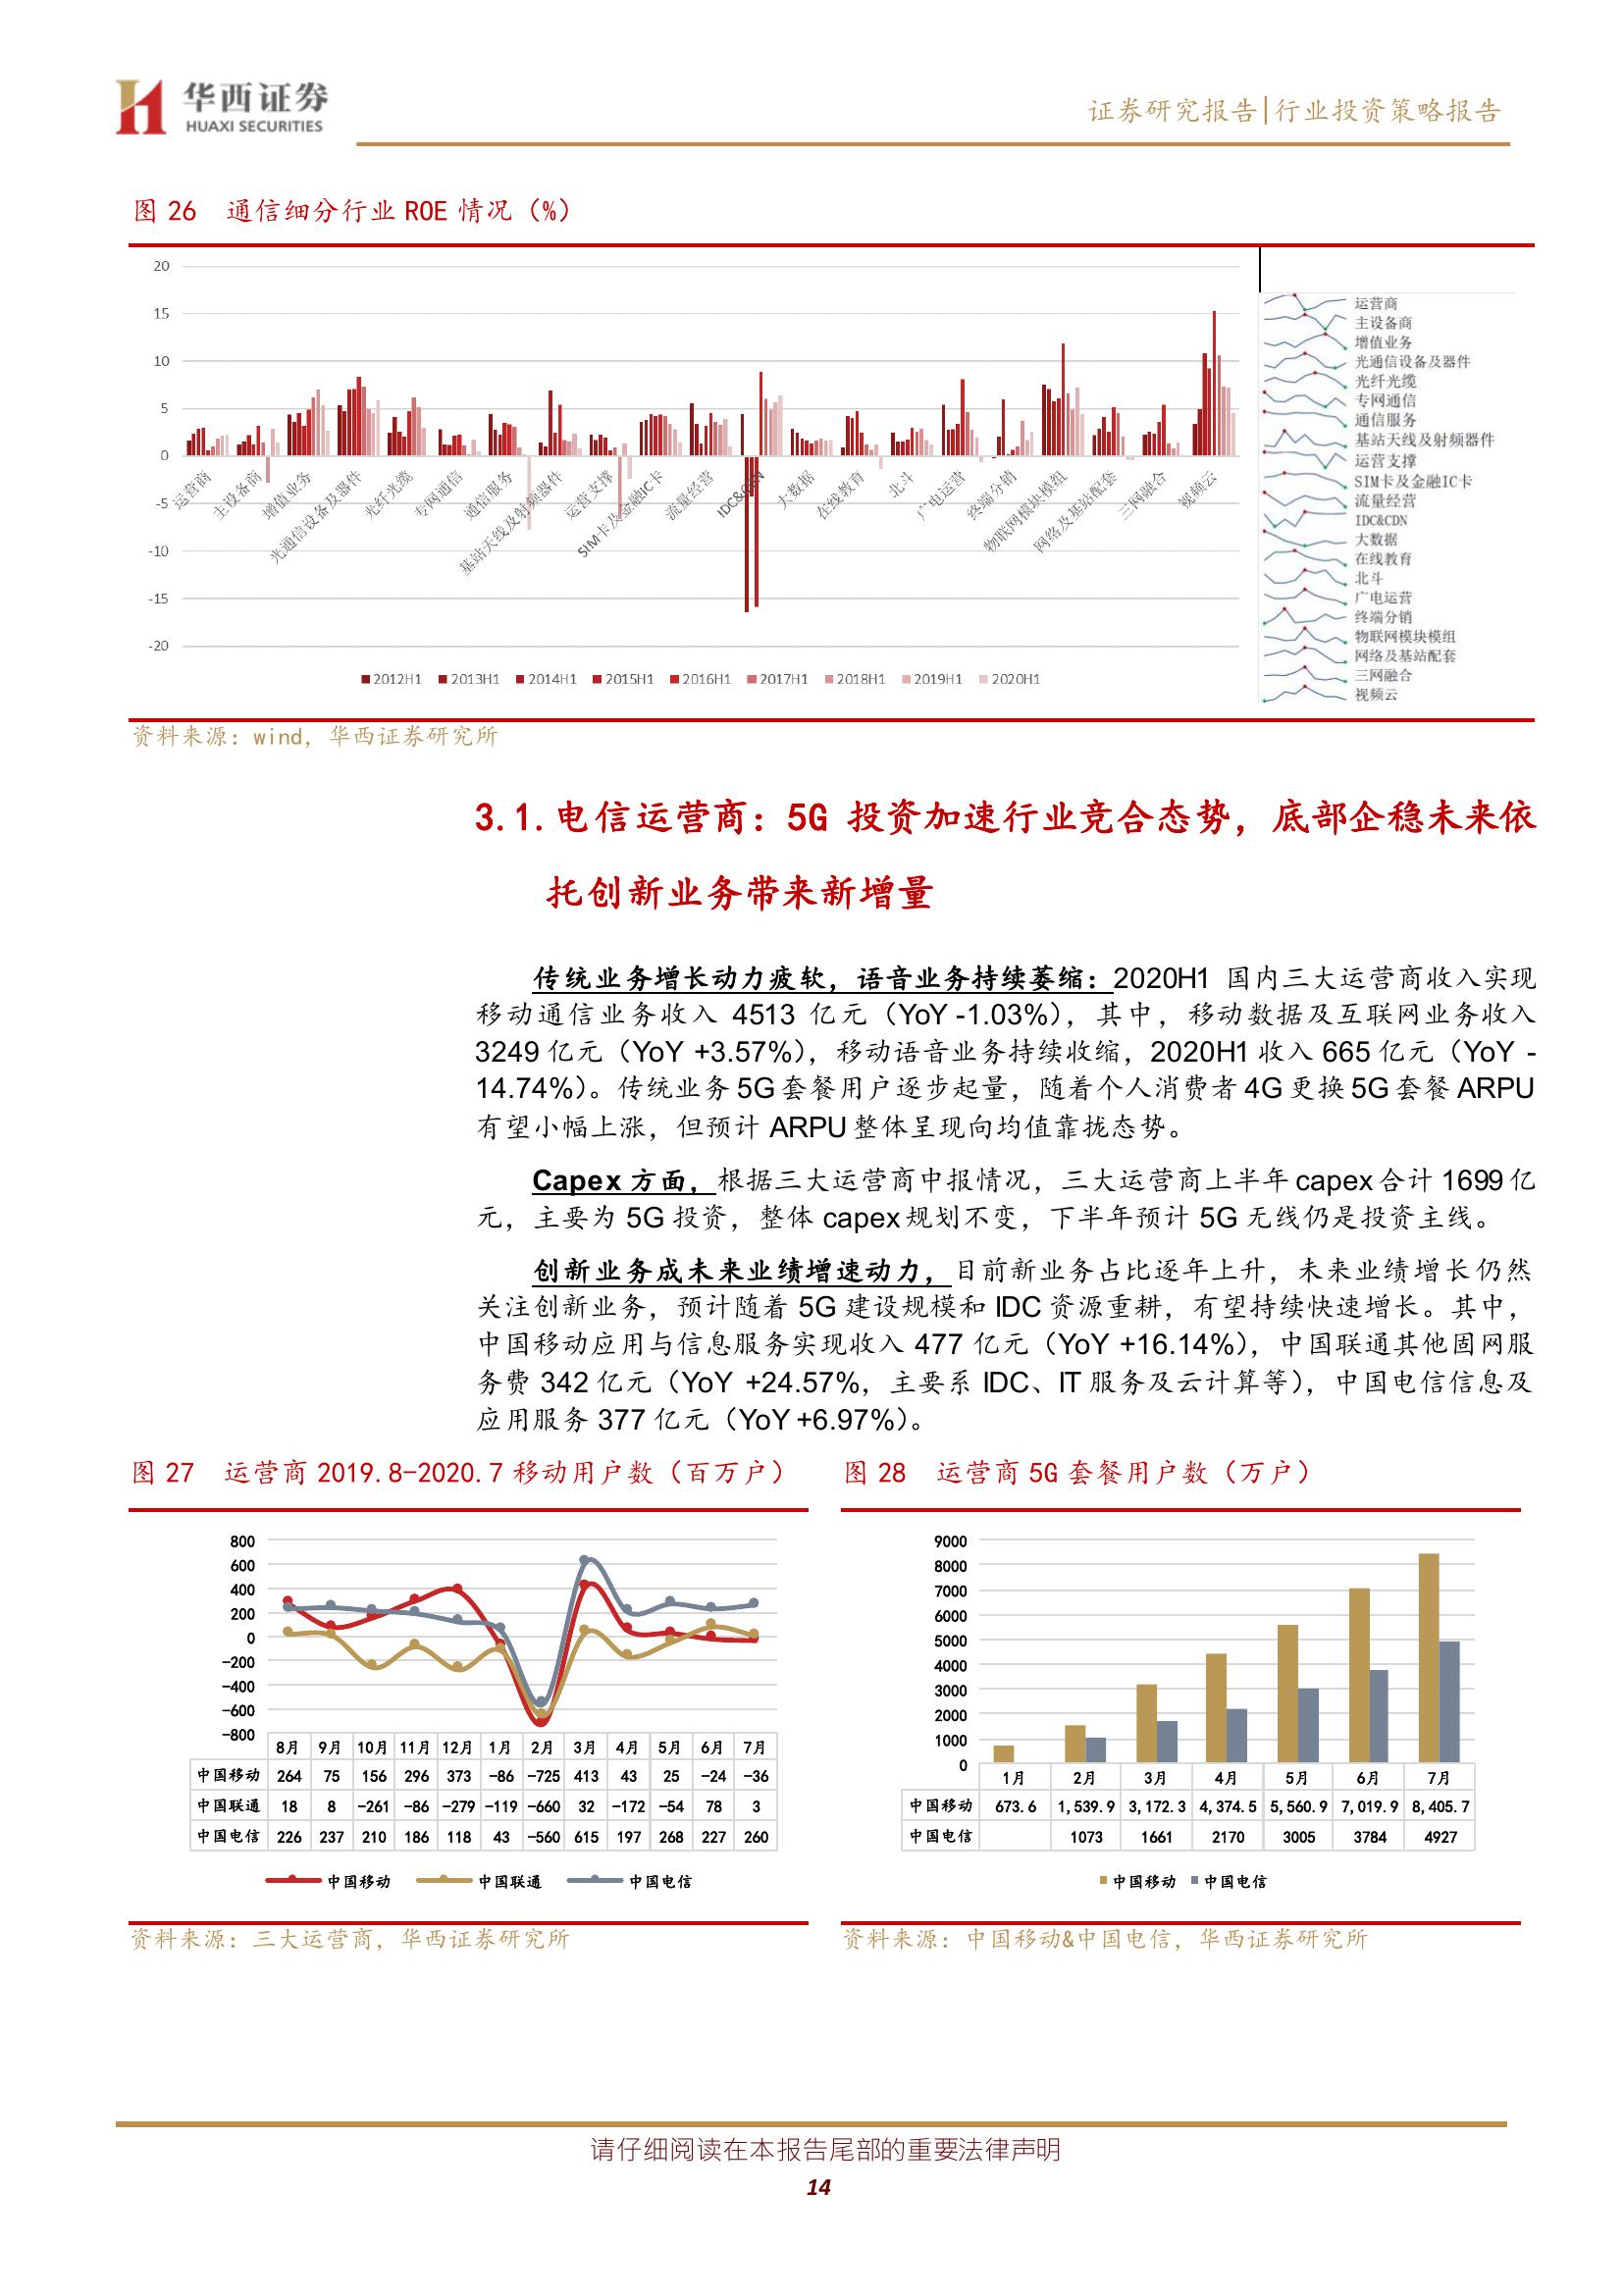 华西证券
HUAXI SECURITIES
证券研究报告|行业投资策略报告
图 26 通信细分行业 ROE 情况（%）
20
15
10
5
0
-5
-10
-15
-20
运营商
主设备商
增值业务
光通信设备及器件
光纤光缆
专网通信
通信服务
基站天线及射频器件
运营支撑
SIM卡及金融IC卡
流量经营
IDC&CDN
大数据
在线教育
北斗
广电运营
终端分销
物联网模块模组
网络及基站配套
三网融合
视频云
2012H1 2013H1 2014H1 2015H1 2016H1 2017H1 2018H1 2019H1 2020H1
运营商
主设备商
增值业务
光通信设备及器件
光纤光缆
专网通信
通信服务
基站天线及射频器件
运营支撑
SIM卡及金融IC卡
流量经营
IDC&CDN
大数据
在线教育
北斗
广电运营
终端分销
物联网模块模组
网络及基站配套
三网融合
视频云
资料来源：wind，华西证券研究所
3.1.电信运营商：5G 投资加速行业竞合态势，底部企稳未来依
托创新业务带来新增量
传统业务增长动力疲软，语音业务持续萎缩：2020H1 国内三大运营商收入实现
移动通信业务收入 4513 亿元（YoY -1.03%），其中，移动数据及互联网业务收入
3249 亿元（YoY +3.57%），移动语音业务持续收缩，2020H1 收入 665 亿元（YoY -
14.74%）。传统业务 5G 套餐用户逐步起量，随着个人消费者 4G 更换 5G 套餐 ARPU
有望小幅上涨，但预计 ARPU 整体呈现向均值靠拢态势。
Capex 方面，根据三大运营商中报情况，三大运营商上半年 capex 合计 1699 亿
元，主要为 5G 投资，整体 capex 规划不变，下半年预计 5G 无线仍是投资主线。
创新业务成未来业绩增速动力，目前新业务占比逐年上升，未来业绩增长仍然
关注创新业务，预计随着 5G 建设规模和 IDC 资源重耕，有望持续快速增长。其中，
中国移动应用与信息服务实现收入 477 亿元（YoY +16.14%），中国联通其他固网服
务费 342 亿元（YoY +24.57%，主要系 IDC、IT 服务及云计算等），中国电信信息及
应用服务 377 亿元（YoY +6.97%）。
图 27 运营商 2019.8-2020.7 移动用户数（百万户）
800
600
400
200
0
-200
-400
-600
-800
8月 9月 10月 11月 12月 1月 2月 3月 4月 5月 6月 7月
中国移动 264 75 156 296 373 -86 -725 413 43 25 -24 -36
中国联通 18 8 -261 -86 -279 -119 -660 32 -172 -54 78 3
中国电信 226 237 210 186 118 43 -560 615 197 268 227 260
中国移动 中国联通 中国电信
资料来源：三大运营商，华西证券研究所
图 28 运营商 5G 套餐用户数（万户）
9000
8000
7000
6000
5000
4000
3000
2000
1000
0
1月 2月 3月 4月 5月 6月 7月
中国移动 673.6 1,539.9 3,172.3 4,374.5 5,560.9 7,019.9 8,405.7
中国电信 1073 1661 2170 3005 3784 4927
中国移动 中国电信
资料来源：中国移动&中国电信，华西证券研究所
请仔细阅读在本报告尾部的重要法律声明
14